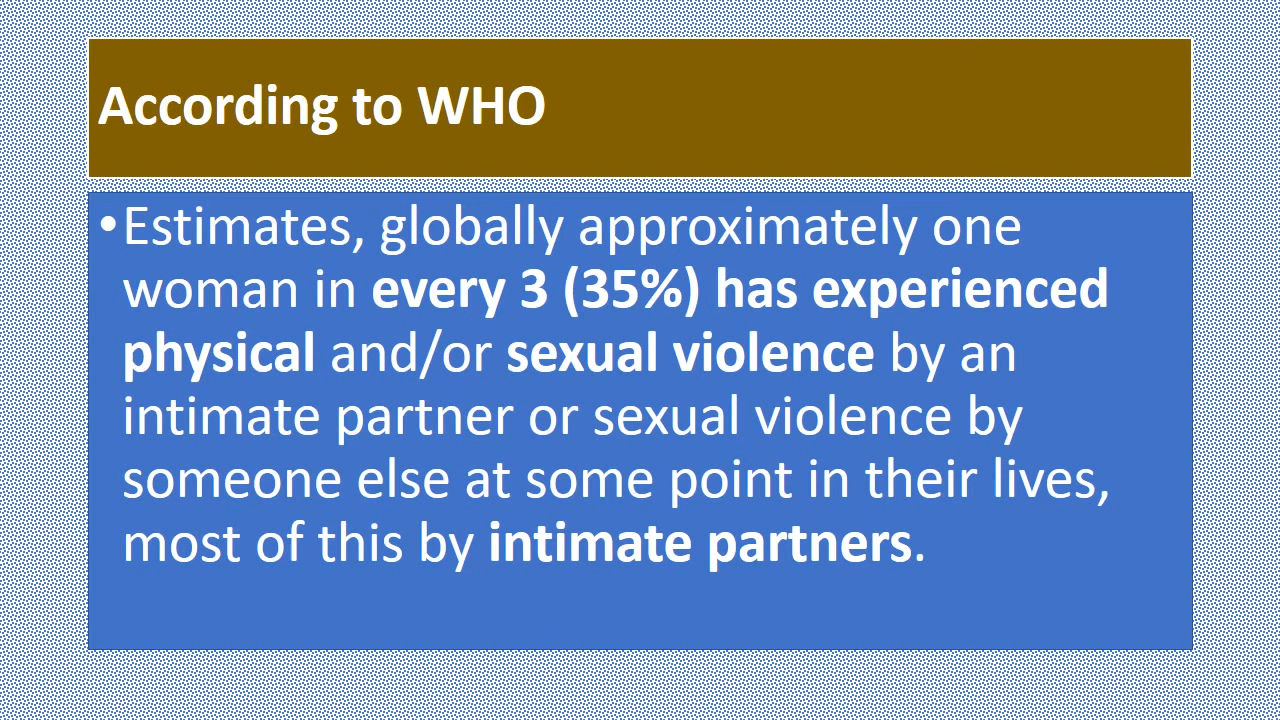 According to WHO
•Estimates, globally approximately one
woman in every 3 (35%) has experienced
physical and/or sexual violence by an
intimate partner or sexual violence by
someone else at some point in their lives,
most of this by intimate partners.